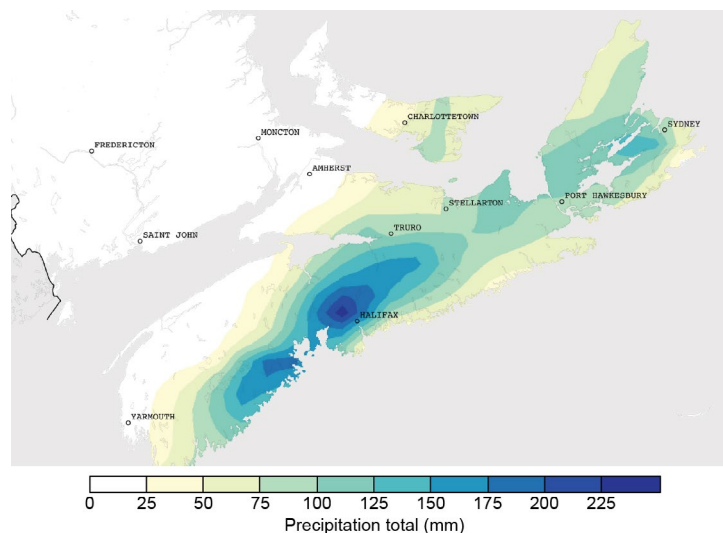 CHARLOTTETOWN
SYDNEY
MONCTON
FREDERICTON
AMHERST
PORT HAWKESBURY
STELLARTON
TRURO
SAINT JOHN
HALIFAX
YARMOUTH
0 25 50 75 100 125 150 175 200 225
Precipitation total (mm)